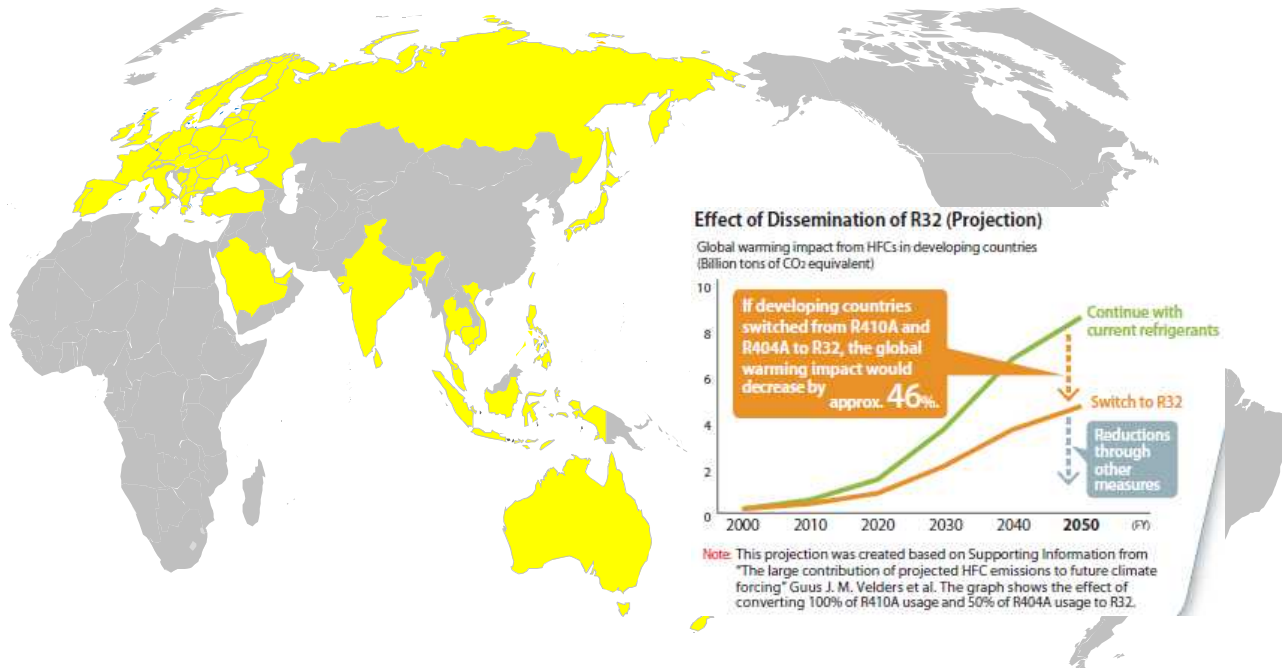 Effect of Dissemination of R32 (Projection)
Global warming impact from HFCs in developing countries
(Billion tons of CO2 equivalent)
10
8
6
4
2
0
If developing countries
switched from R410A and
R404A to R32, the global
warming impact would
decrease by
approx. 46%.
Continue with
current refrigerants
Switch to R32
Reductions
through
other
measures
2000 2010 2020 2030 2040 2050 (FY)
Note: This projection was created based on Supporting Information from
"The large contribution of projected HFC emissions to future climate
forcing" Guus J. M. Velders et al. The graph shows the effect of
converting 100% of R410A usage and 50% of R404A usage to R32.